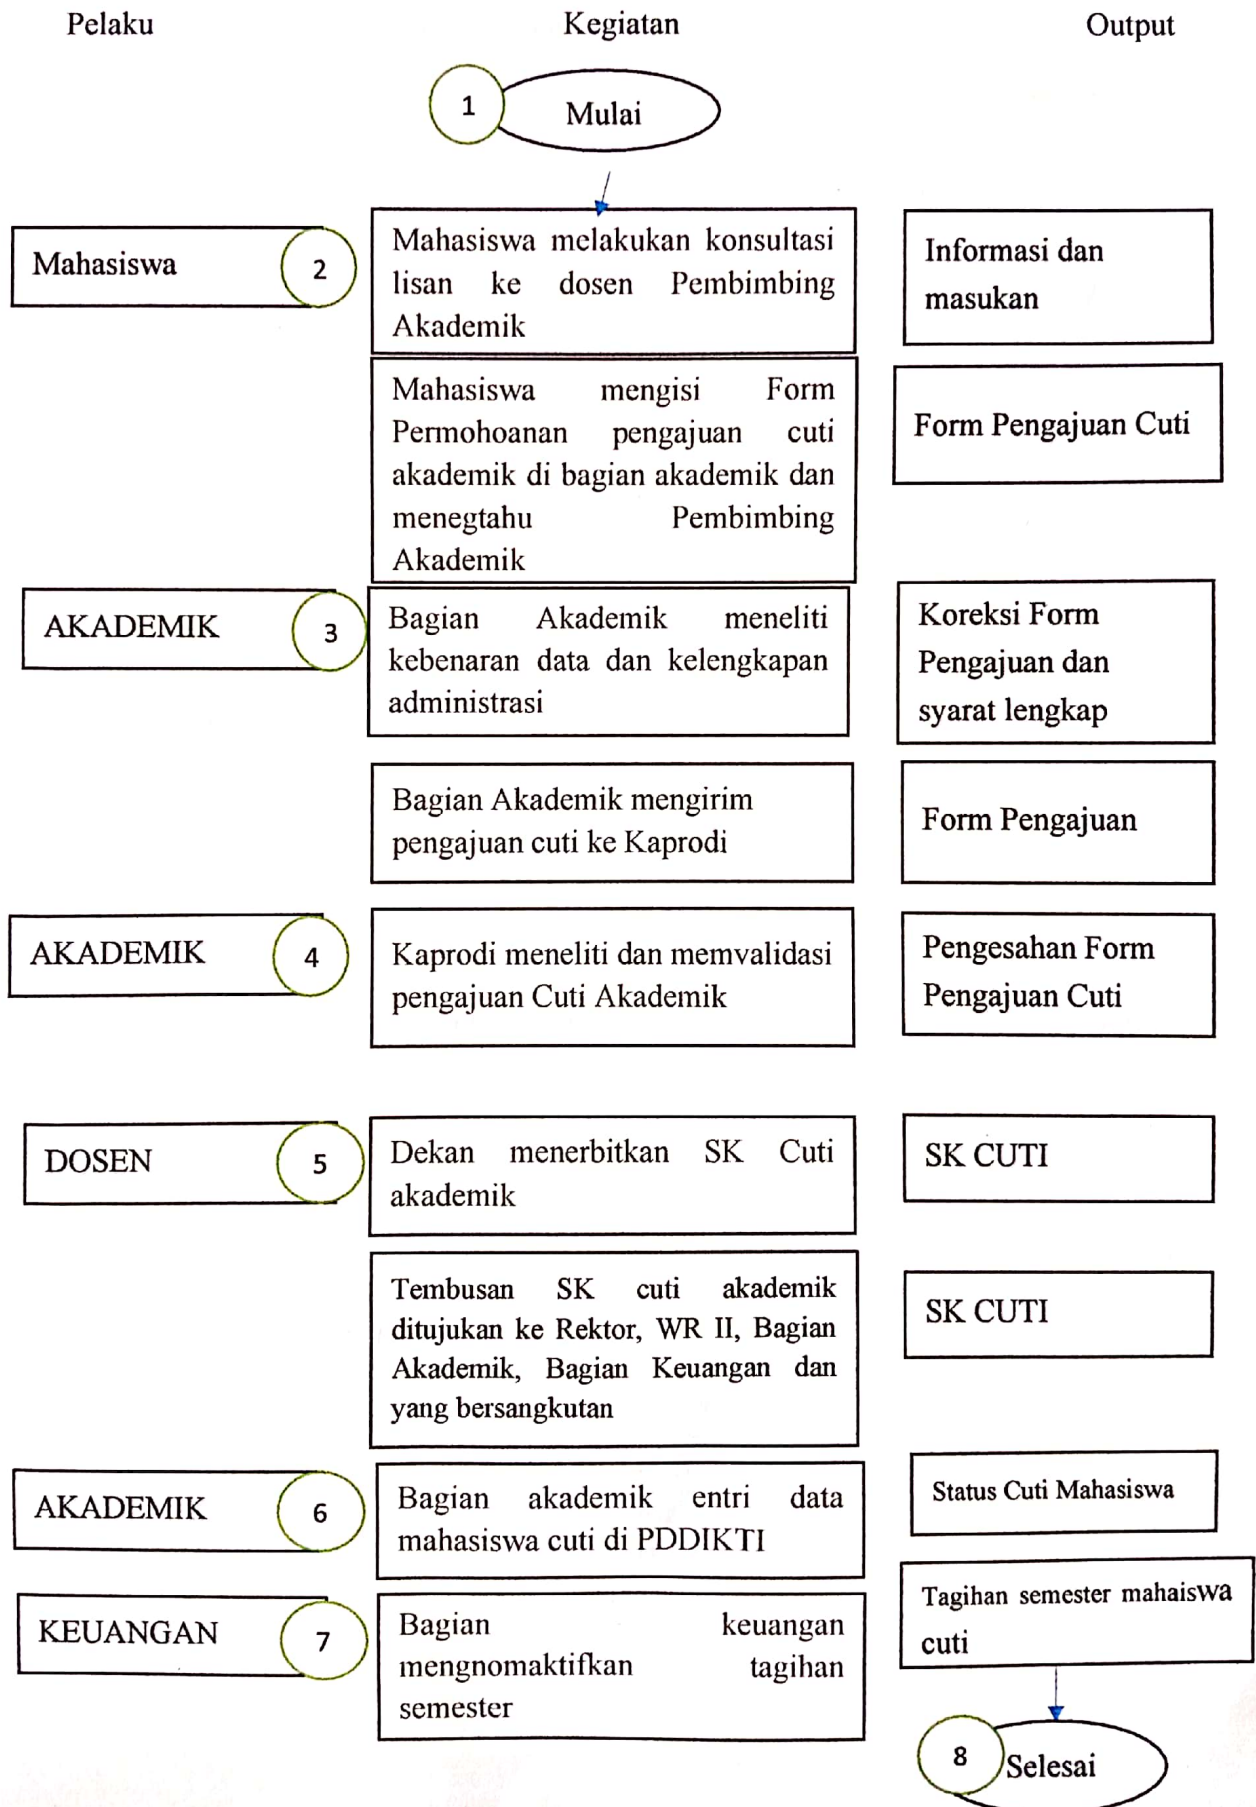 Pelaku Kegiatan Output
1 Mulai
Mahasiswa 2
Mahasiswa melakukan konsultasi
lisan ke dosen Pembimbing
Akademik
Informasi dan
masukan
Mahasiswa mengisi Form
Permohoanan pengajuan cuti
akademik di bagian akademik dan
menegtahu Pembimbing
Akademik
Form Pengajuan Cuti
AKADEMIK 3
Bagian Akademik meneliti
kebenaran data dan kelengkapan
administrasi
Koreksi Form
Pengajuan dan
syarat lengkap
Bagian Akademik mengirim
pengajuan cuti ke Kaprodi
Form Pengajuan
AKADEMIK 4
Kaprodi meneliti dan memvalidasi
pengajuan Cuti Akademik
Pengesahan Form
Pengajuan Cuti
DOSEN 5
Dekan menerbitkan SK Cuti
akademik
SK CUTI
Tembusan SK cuti akademik
ditujukan ke Rektor, WR II, Bagian
Akademik, Bagian Keuangan dan
yang bersangkutan
SK CUTI
AKADEMIK 6
Bagian akademik entri data
mahasiswa cuti di PDDIKTI
Status Cuti Mahasiswa
KEUANGAN 7
Bagian keuangan
mengnomaktifkan tagihan
semester
Tagihan semester mahaiswa
cuti
8 Selesai